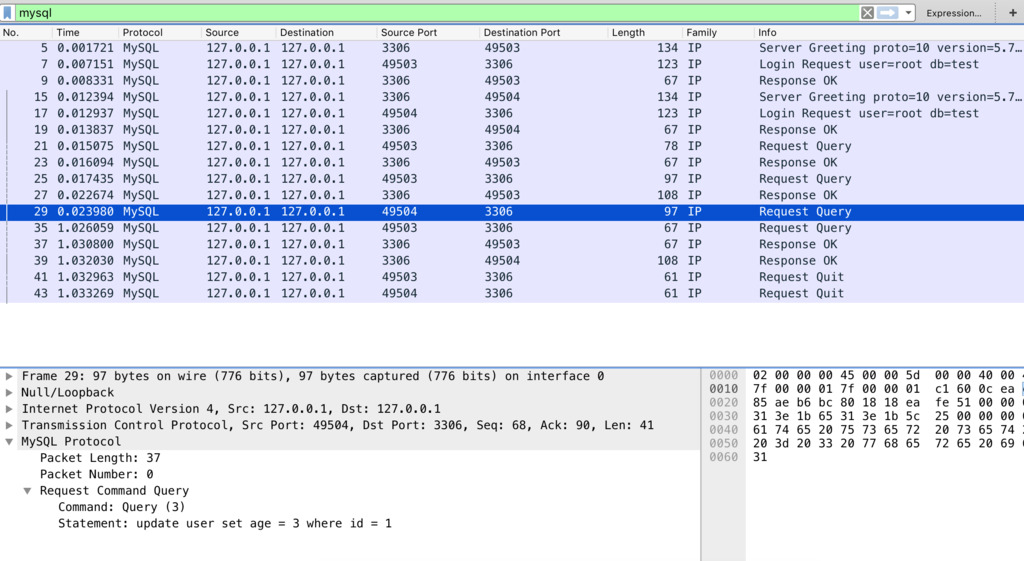 mysql Expression... +
No. Time Protocol Source Destination Source Port Destination Port Length Family Info
5 0.001721 MySQL 127.0.0.1 127.0.0.1 3306 49503 134 IP Server Greeting proto=10 version=5.7…
7 0.007151 MySQL 127.0.0.1 127.0.0.1 49503 3306 123 IP Login Request user=root db=test
9 0.008331 MySQL 127.0.0.1 127.0.0.1 3306 49503 67 IP Response OK
15 0.012394 MySQL 127.0.0.1 127.0.0.1 3306 49504 134 IP Server Greeting proto=10 version=5.7…
17 0.012937 MySQL 127.0.0.1 127.0.0.1 49504 3306 123 IP Login Request user=root db=test
19 0.013837 MySQL 127.0.0.1 127.0.0.1 3306 49504 67 IP Response OK
21 0.015075 MySQL 127.0.0.1 127.0.0.1 49503 3306 78 IP Request Query
23 0.016094 MySQL 127.0.0.1 127.0.0.1 3306 49503 67 IP Response OK
25 0.017435 MySQL 127.0.0.1 127.0.0.1 49503 3306 97 IP Request Query
27 0.022674 MySQL 127.0.0.1 127.0.0.1 3306 49503 108 IP Response OK
29 0.023980 MySQL 127.0.0.1 127.0.0.1 49504 3306 97 IP Request Query
35 1.026059 MySQL 127.0.0.1 127.0.0.1 49503 3306 67 IP Request Query
37 1.030800 MySQL 127.0.0.1 127.0.0.1 3306 49503 67 IP Response OK
39 1.032030 MySQL 127.0.0.1 127.0.0.1 3306 49504 108 IP Response OK
41 1.032963 MySQL 127.0.0.1 127.0.0.1 49503 3306 61 IP Request Quit
43 1.033269 MySQL 127.0.0.1 127.0.0.1 49504 3306 61 IP Request Quit
Frame 29: 97 bytes on wire (776 bits), 97 bytes captured (776 bits) on interface 0
Null/Loopback
Internet Protocol Version 4, Src: 127.0.0.1, Dst: 127.0.0.1
Transmission Control Protocol, Src Port: 49504, Dst Port: 3306, Seq: 68, Ack: 90, Len: 41
MySQL Protocol
Packet Length: 37
Packet Number: 0
Request Command Query
Command: Query (3)
Statement: update user set age = 3 where id = 1
0000 02 00 00 00 45 00 00 5d 00 00 40 00
0010 7f 00 00 01 7f 00 00 01 c1 60 0c ea
0020 85 ae b6 bc 80 18 18 ea fe 51 00 00
0030 31 3e 1b 65 31 3e 1b 5c 25 00 00 00
0040 61 74 65 20 75 73 65 72 20 73 65 74
0050 20 3d 20 33 20 77 68 65 72 65 20 69
0060 31